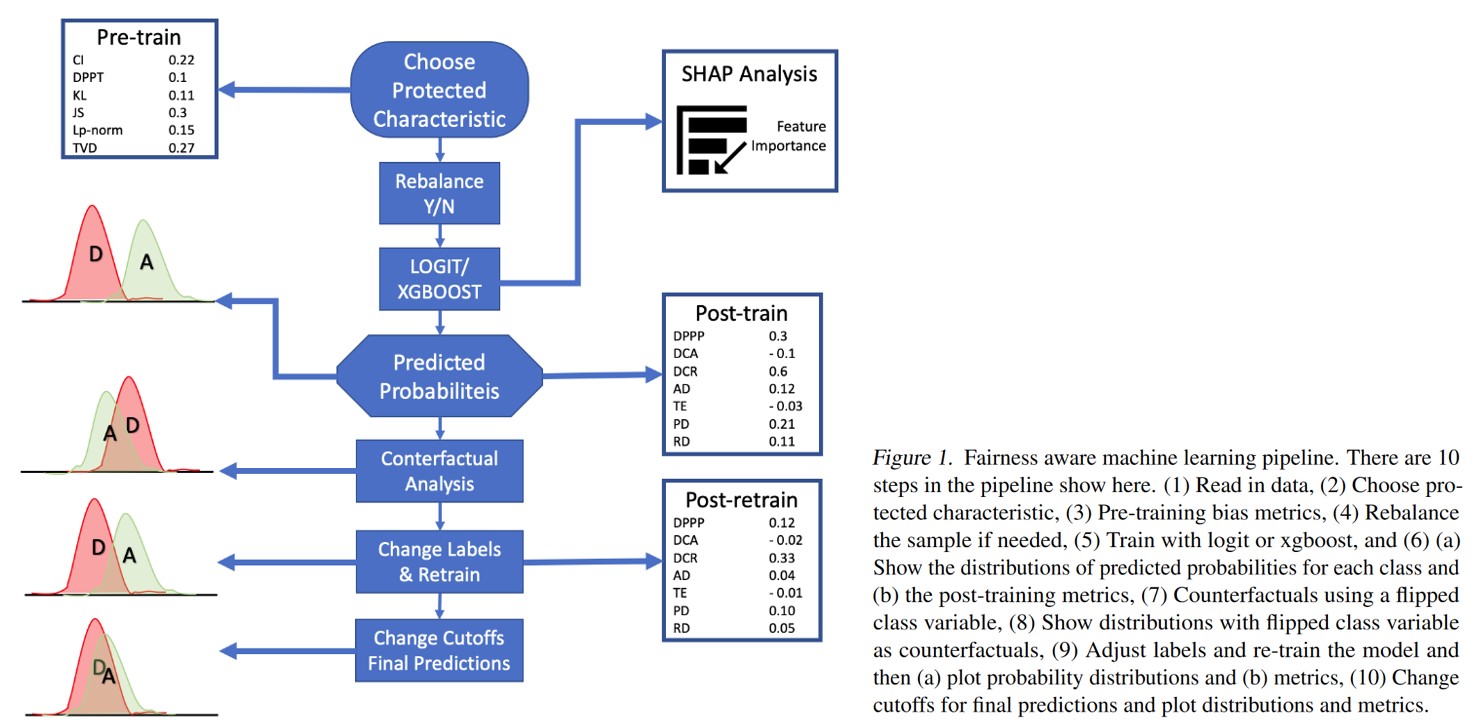 Pre-train
CI 0.22
DPPT 0.1
KL 0.11
JS 0.3
Lp-norm 0.15
TVD 0.27
Choose
Protected
Characteristic
SHAP Analysis
Feature
Importance
Rebalance
Y/N
D
A
LOGIT/
XGBOOST
Post-train
DPPP 0.3
DCA - 0.1
DCR 0.6
AD 0.12
TE - 0.03
PD 0.21
RD 0.11
Predicted
Probabiliteis
A
D
Conterfactual
Analysis
Post-retrain
DPPP 0.12
DCA - 0.02
DCR 0.33
AD 0.04
TE - 0.01
PD 0.10
RD 0.05
D
A
Change Labels
& Retrain
D
A
Change Cutoffs
Final Predictions
Figure 1. Fairness aware machine learning pipeline. There are 10
steps in the pipeline show here. (1) Read in data, (2) Choose pro-
tected characteristic, (3) Pre-training bias metrics, (4) Rebalance
the sample if needed, (5) Train with logit or xgboost, and (6) (a)
Show the distributions of predicted probabilities for each class and
(b) the post-training metrics, (7) Counterfactuals using a flipped
class variable, (8) Show distributions with flipped class variable
as counterfactuals, (9) Adjust labels and re-train the model and
then (a) plot probability distributions and (b) metrics, (10) Change
cutoffs for final predictions and plot distributions and metrics.